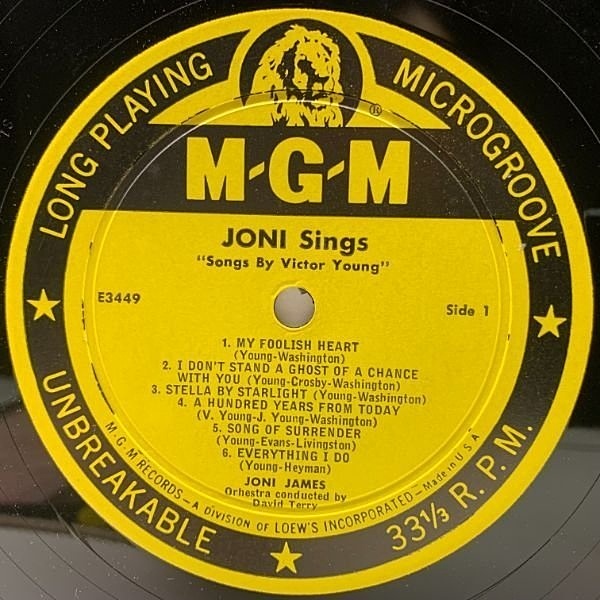 LONG PLAYING
MICROGROOVE
®
M-G-M
JONI Sings
"Songs By Victor Young"
E3449
Side 1
1. MY FOOLISH HEART
(Young-Washington)
2. I DON'T STAND A GHOST OF A CHANCE
WITH YOU (Young-Crosby-Washington)
3. STELLA BY STARLIGHT (Young-Washington)
4. A HUNDRED YEARS FROM TODAY
(V. Young-J. Young-Washington)
5. SONG OF SURRENDER
(Young-Evans-Livingston)
6. EVERYTHING I DO
(Young-Heyman)
JONI JAMES
Orhestra conducted by
David Terry
M-G-M RECORDS—A DIVISION OF LOEW'S INCORPORATED—Made in U.S.A.
UNBREAKABLE
33⅓ R.P.M.